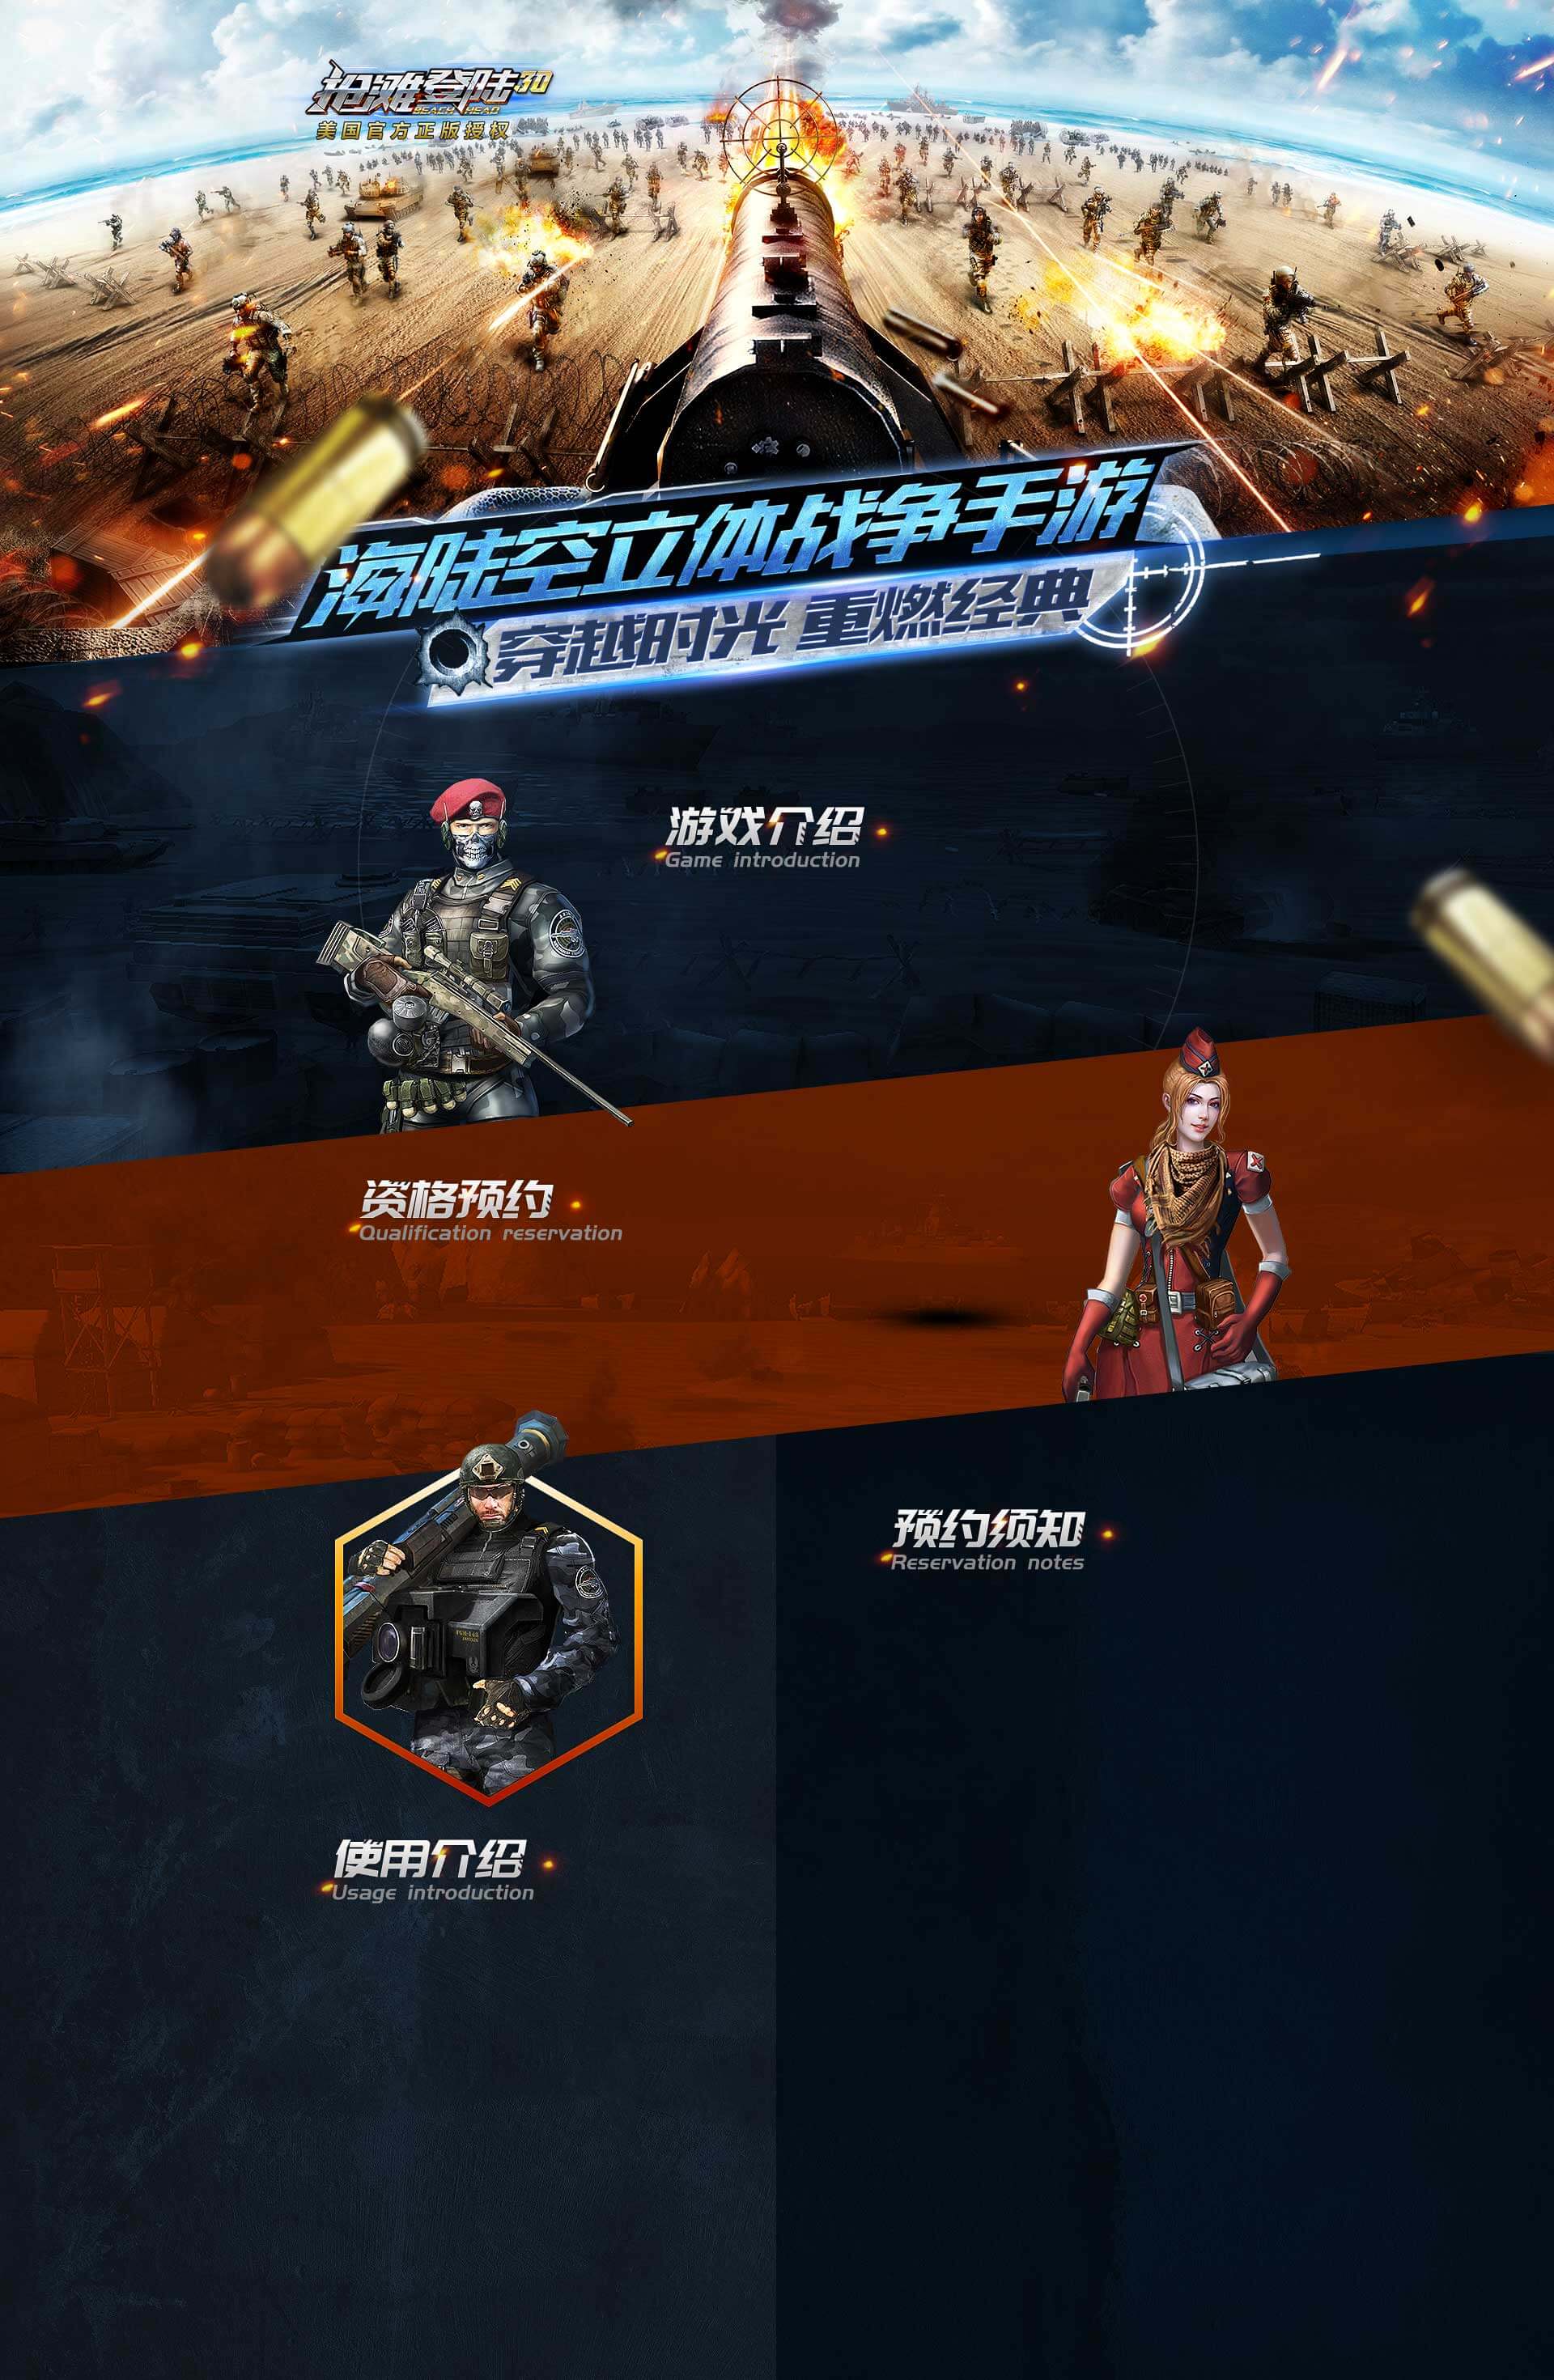 抢滩登陆3D
BEACH HEAD
美国官方正版授权
海陆空立体战争手游
穿越时光 重燃经典
游戏介绍
Game introduction
资格预约
Qualification reservation
预约须知
Reservation notes
使用介绍
Usage introduction